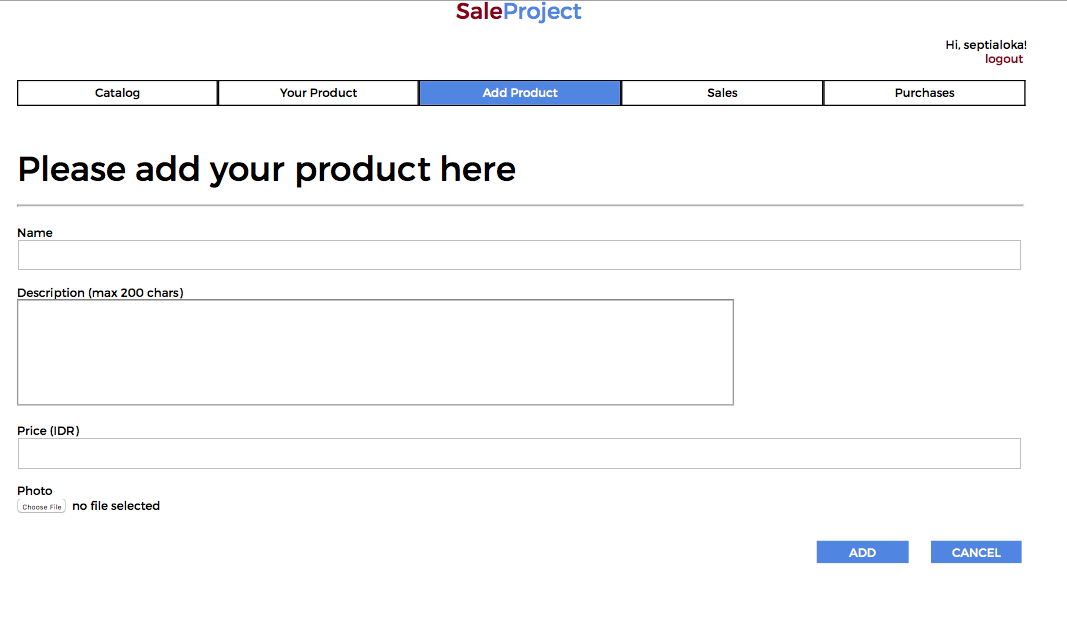 SaleProject
Hi, septialoka!
logout
Catalog Your Product Add Product Sales Purchases
Please add your product here
Name
Description (max 200 chars)
Price (IDR)
Photo
Choose File no file selected
ADD CANCEL